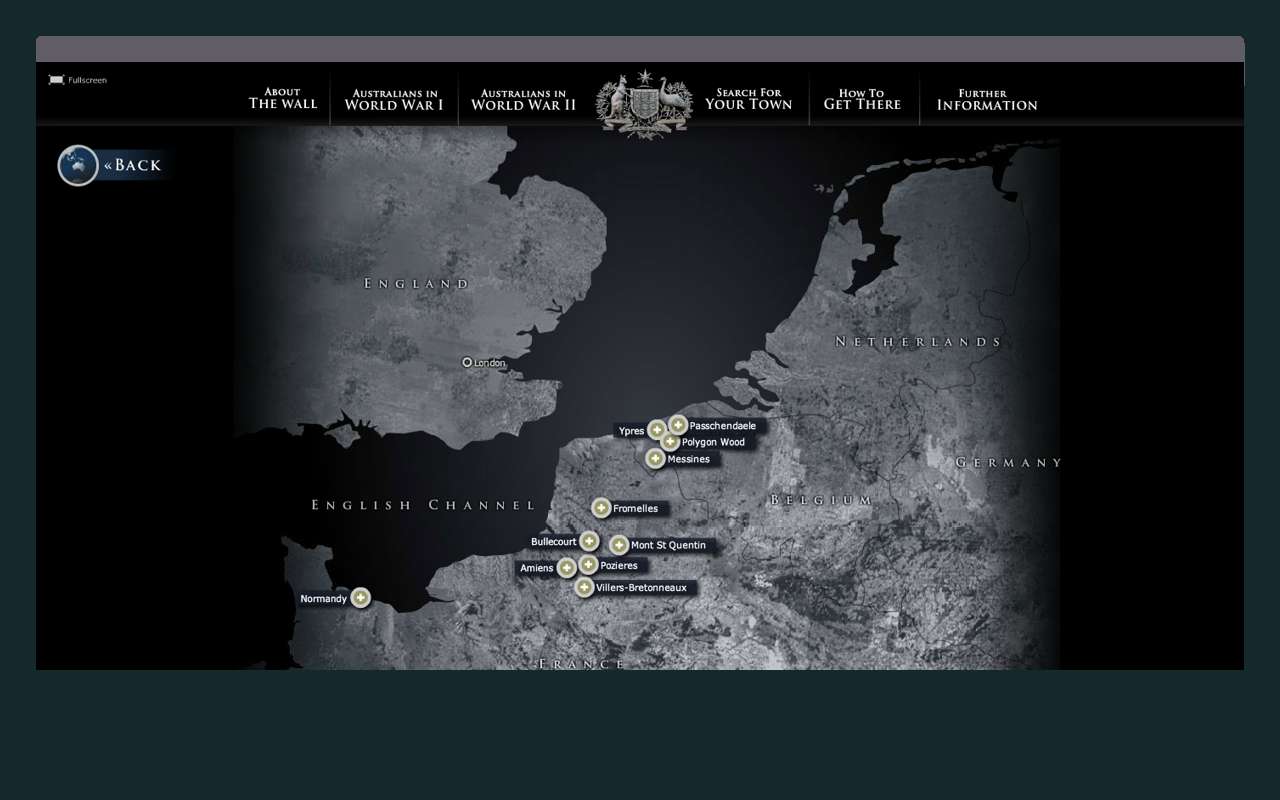 Fullscreen
ABOUT
THE WALL
AUSTRALIANS IN
WORLD WAR I
AUSTRALIANS IN
WORLD WAR II
SEARCH FOR
YOUR TOWN
HOW TO
GET THERE
FURTHER
INFORMATION
«BACK
ENGLAND
NETHERLANDS
London
Ypres
Passchendaele
Polygon Wood
Messines
GERMANY
ENGLISH CHANNEL
BELGIUM
Fromelles
Bullecourt
Mont St Quentin
Amiens
Pozieres
Villers-Bretonneaux
Normandy
FRANCE